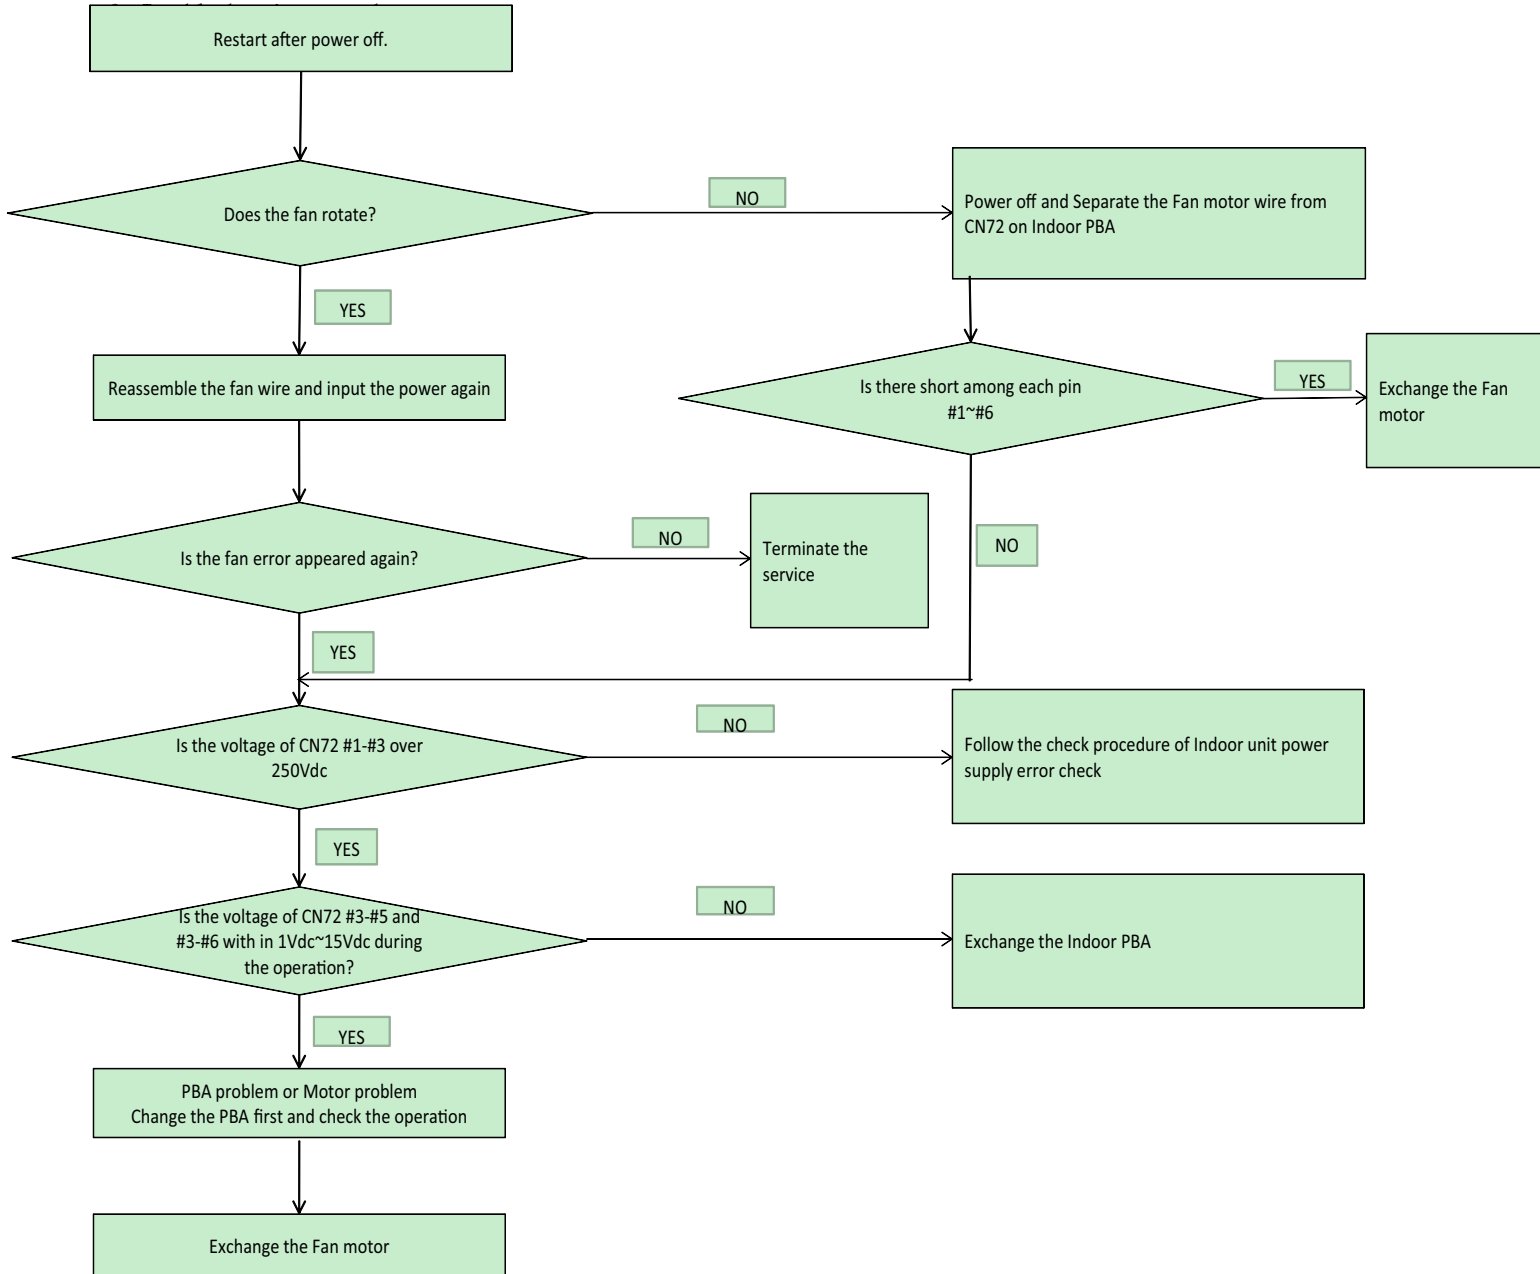 Restart after power off.
Does the fan rotate?
NO
Power off and Separate the Fan motor wire from
CN72 on Indoor PBA
YES
Reassemble the fan wire and input the power again
Is there short among each pin
#1~#6
YES
Exchange the Fan
motor
Is the fan error appeared again?
NO
Terminate the
service
NO
YES
Is the voltage of CN72 #1-#3 over
250Vdc
NO
Follow the check procedure of Indoor unit power
supply error check
YES
Is the voltage of CN72 #3-#5 and
#3-#6 with in 1Vdc~15Vdc during
the operation?
NO
Exchange the Indoor PBA
YES
PBA problem or Motor problem
Change the PBA first and check the operation
Exchange the Fan motor